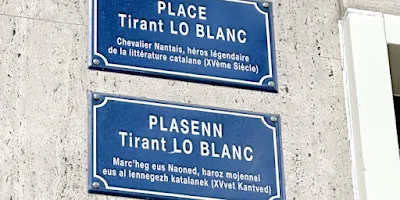 PLACE
Tirant LO BLANC
Chevalier Nantais, héros légendaire
de la littérature catalane (XVème Siècle)
PLASENN
Tirant LO BLANC
Marc'heg eus Naoned, haroz mojennel
eus al lennegezh katalanek (XVvet Kantved)